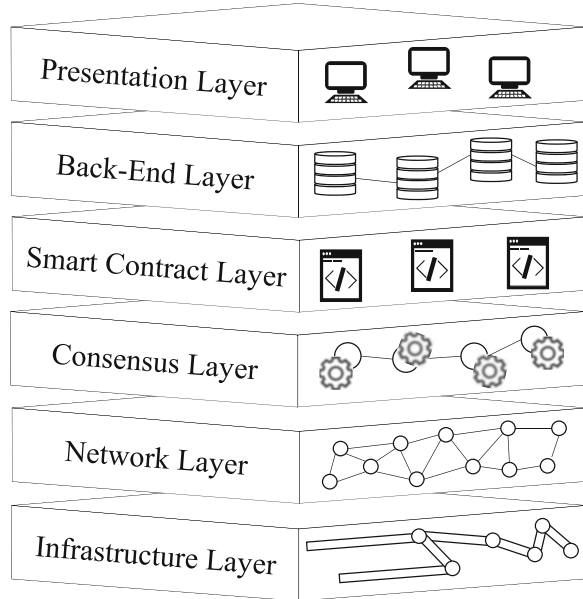 Presentation Layer
Back-End Layer
Smart Contract Layer
Consensus Layer
Network Layer
Infrastructure Layer